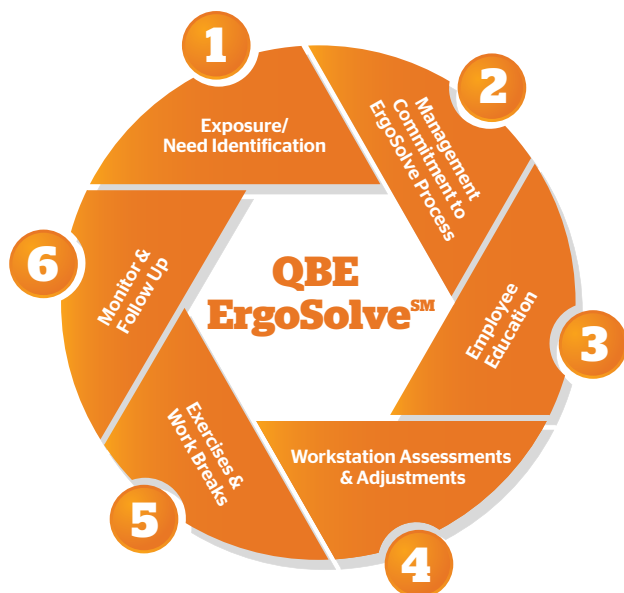 1
Exposure/
Need Identification
2
Management
Commitment to
ErgoSolve Process
3
Employee
Education
4
Workstation Assessments
& Adjustments
5
Exercises &
Work Breaks
6
Monitor &
Follow Up
QBE
ErgoSolve℠